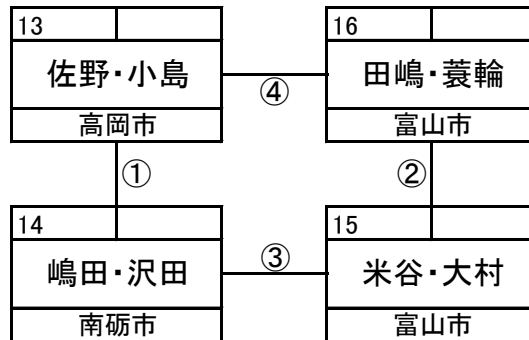 13
16
佐野・小島
田嶋・蓑輪
④
高岡市
富山市
①
②
14
15
嶋田・沢田
③
米谷・大村
南砺市
富山市